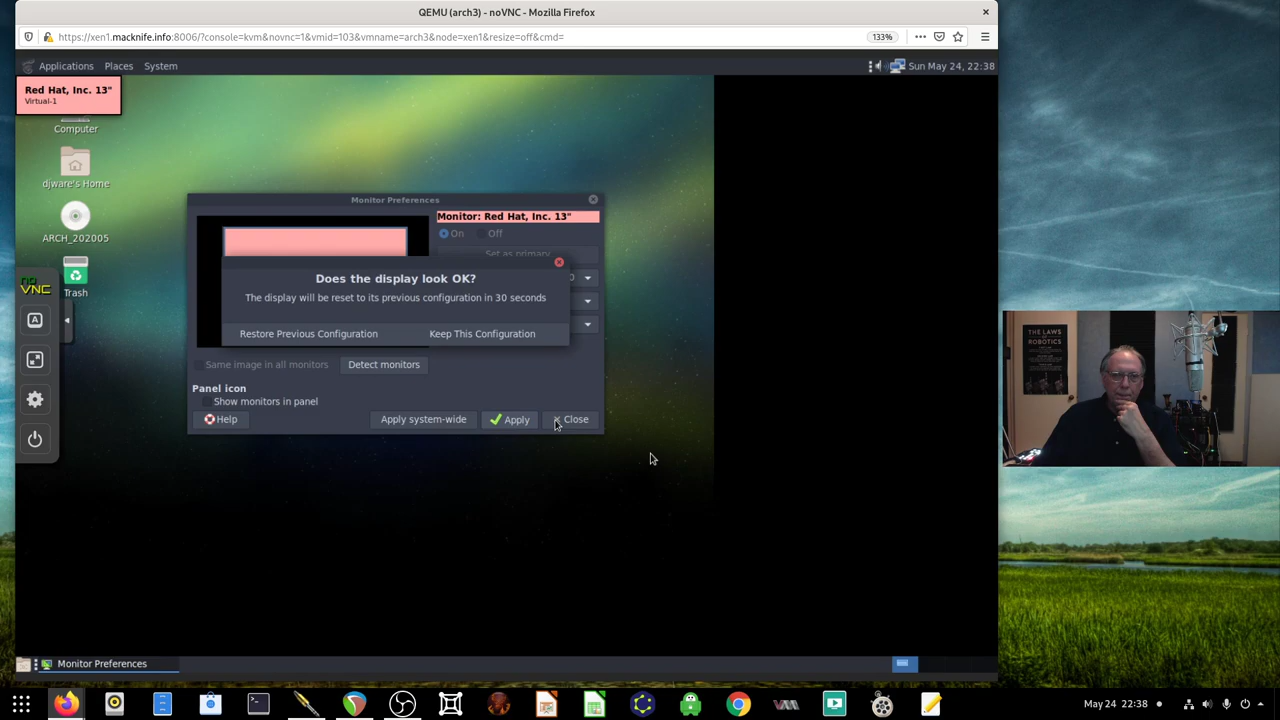 QEMU (arch3) - noVNC - Mozilla Firefox
https://xen1.macknife.info:8006/?console=kvm&novnc=1&vmid=103&vmname=arch3&node=xen1&resize=off&cmd=
133%
Applications Places System
Sun May 24, 22:38
Red Hat, Inc. 13"
Virtual-1
Computer
djware's Home
ARCH_202005
Trash
no
VNC
Monitor Preferences
Monitor: Red Hat, Inc. 13"
On Off
Set as primary
0
Does the display look OK?
The display will be reset to its previous configuration in 30 seconds
Restore Previous Configuration Keep This Configuration
Same image in all monitors Detect monitors
Panel icon
Show monitors in panel
Help Apply system-wide Apply Close
THE LAWS
OF
ROBOTICS
Monitor Preferences
May 24 22:38